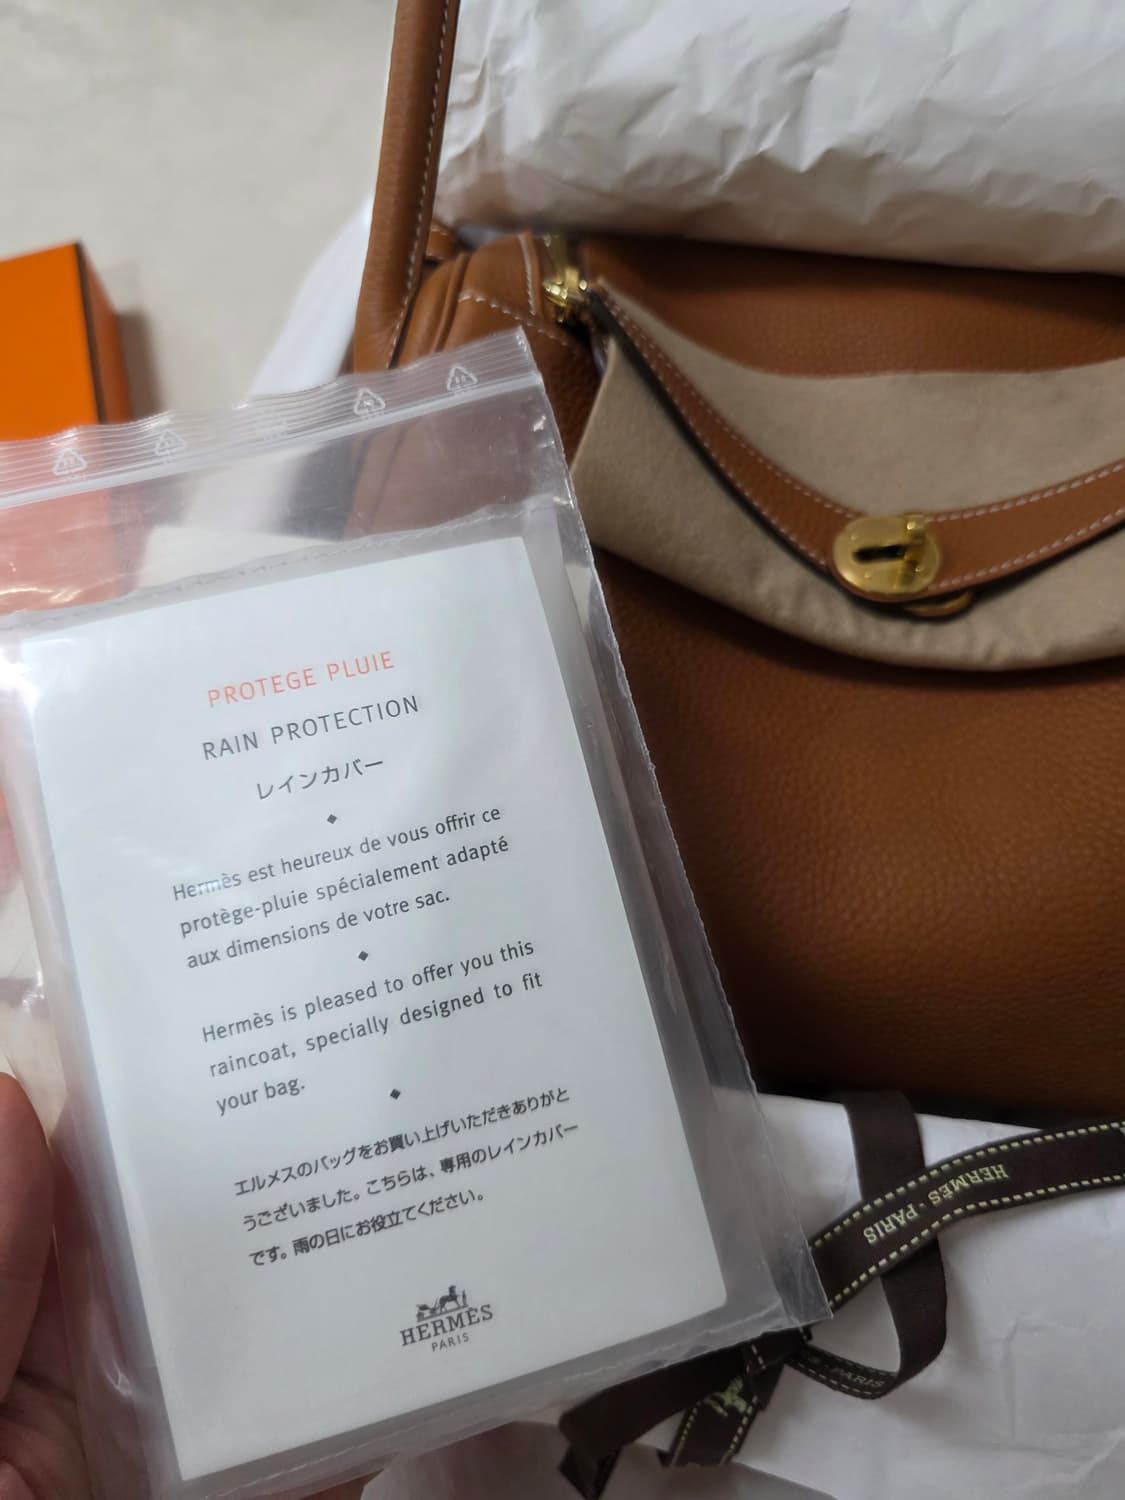 PROTEGE PLUIE
RAIN PROTECTION
レインカバー
Hermès est heureux de vous offrir ce
protège-pluie spécialement adapté
aux dimensions de votre sac.
Hermès is pleased to offer you this
raincoat, specially designed to fit
your bag.
エルメスのバッグをお買い上げいただきありがと
うございました。こちらは、専用のレインカバー
です。雨の日にお役立てください。
HERMÈS
PARIS
HERMÈS-PARIS
PARIS